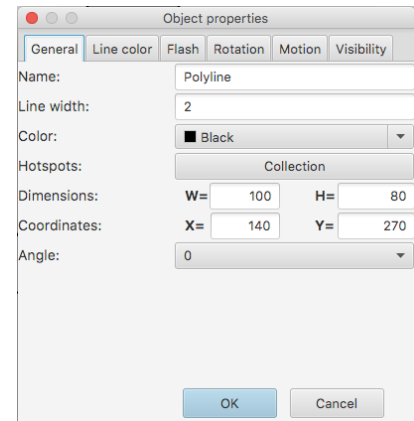 Object properties
General Line color Flash Rotation Motion Visibility
Name: Polyline
Line width: 2
Color: Black
Hotspots: Collection
Dimensions: W= 100 H= 80
Coordinates: X= 140 Y= 270
Angle: 0
OK Cancel